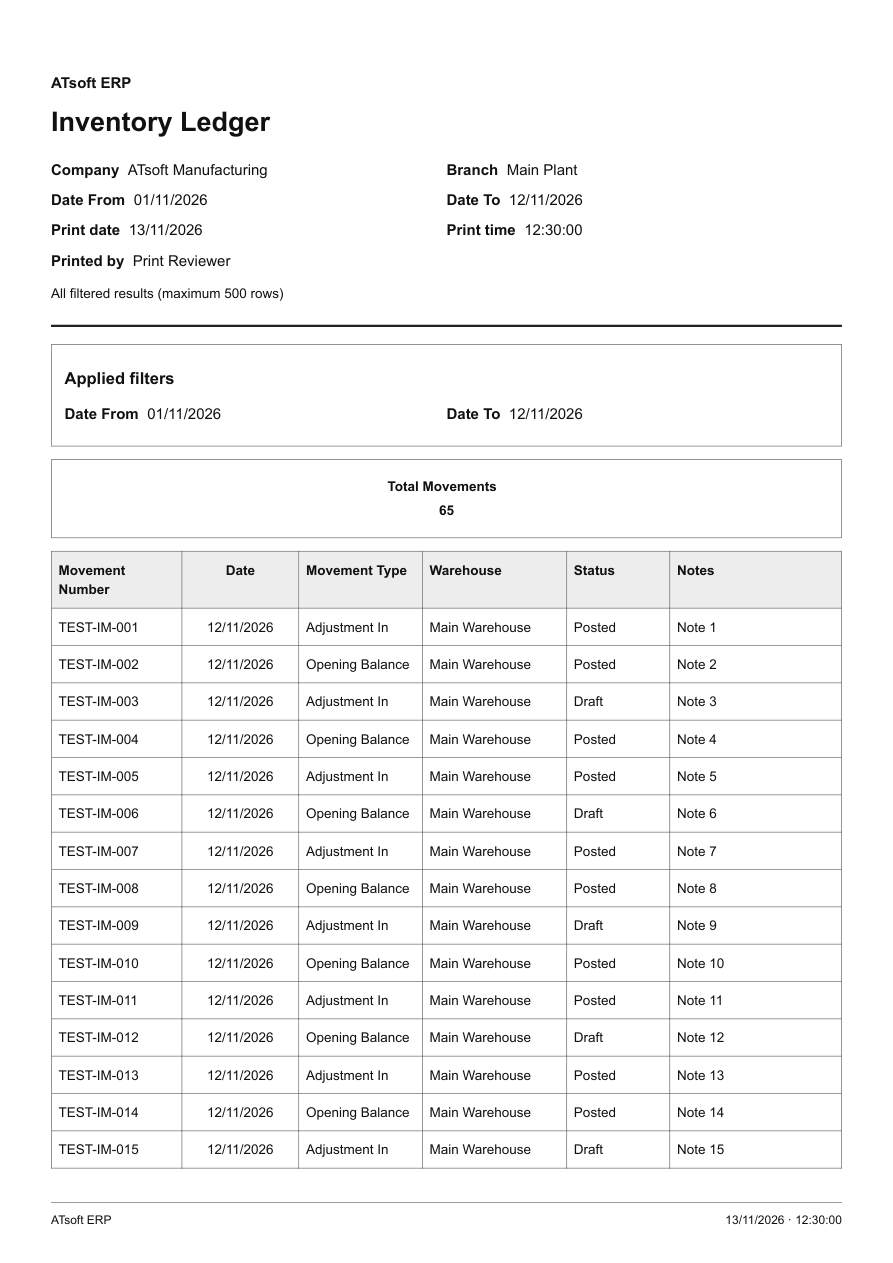 ATsoft ERP
Inventory Ledger
Company ATsoft Manufacturing Branch Main Plant
Date From 01/11/2026 Date To 12/11/2026
Print date 13/11/2026 Print time 12:30:00
Printed by Print Reviewer
All filtered results (maximum 500 rows)
Applied filters
Date From 01/11/2026 Date To 12/11/2026
Total Movements
65
Movement Number Date Movement Type Warehouse Status Notes
TEST-IM-001 12/11/2026 Adjustment In Main Warehouse Posted Note 1
TEST-IM-002 12/11/2026 Opening Balance Main Warehouse Posted Note 2
TEST-IM-003 12/11/2026 Adjustment In Main Warehouse Draft Note 3
TEST-IM-004 12/11/2026 Opening Balance Main Warehouse Posted Note 4
TEST-IM-005 12/11/2026 Adjustment In Main Warehouse Posted Note 5
TEST-IM-006 12/11/2026 Opening Balance Main Warehouse Draft Note 6
TEST-IM-007 12/11/2026 Adjustment In Main Warehouse Posted Note 7
TEST-IM-008 12/11/2026 Opening Balance Main Warehouse Posted Note 8
TEST-IM-009 12/11/2026 Adjustment In Main Warehouse Draft Note 9
TEST-IM-010 12/11/2026 Opening Balance Main Warehouse Posted Note 10
TEST-IM-011 12/11/2026 Adjustment In Main Warehouse Posted Note 11
TEST-IM-012 12/11/2026 Opening Balance Main Warehouse Draft Note 12
TEST-IM-013 12/11/2026 Adjustment In Main Warehouse Posted Note 13
TEST-IM-014 12/11/2026 Opening Balance Main Warehouse Posted Note 14
TEST-IM-015 12/11/2026 Adjustment In Main Warehouse Draft Note 15
ATsoft ERP 13/11/2026 · 12:30:00